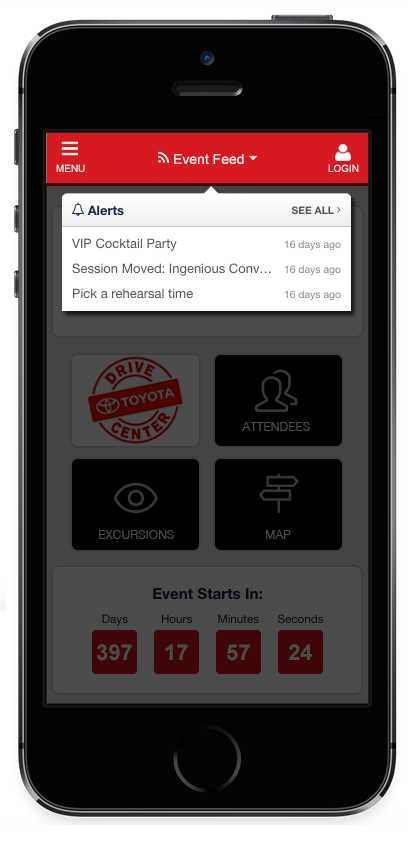 MENU
Event Feed
LOGIN
Alerts
SEE ALL >
VIP Cocktail Party
16 days ago
Session Moved: Ingenious Conv…
16 days ago
Pick a rehearsal time
16 days ago
DRIVE
TOYOTA
CENTER
ATTENDEES
EXCURSIONS
MAP
Event Starts In:
Days Hours Minutes Seconds
397 17 57 24